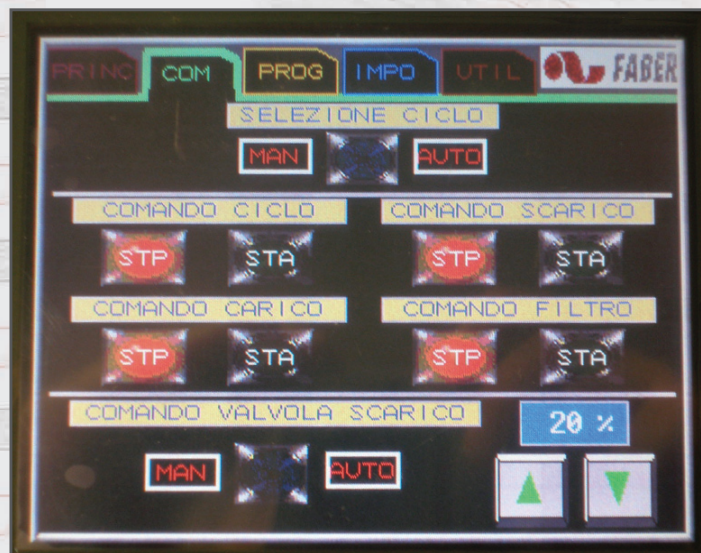 PRINC COM PROG IMPO UTIL FABER
SELEZIONE CICLO
MAN AUTO
COMANDO CICLO COMANDO SCARICO
STP STA STP STA
COMANDO CARICO COMANDO FILTRO
STP STA STP STA
COMANDO VALVOLA SCARICO 20 %
MAN AUTO